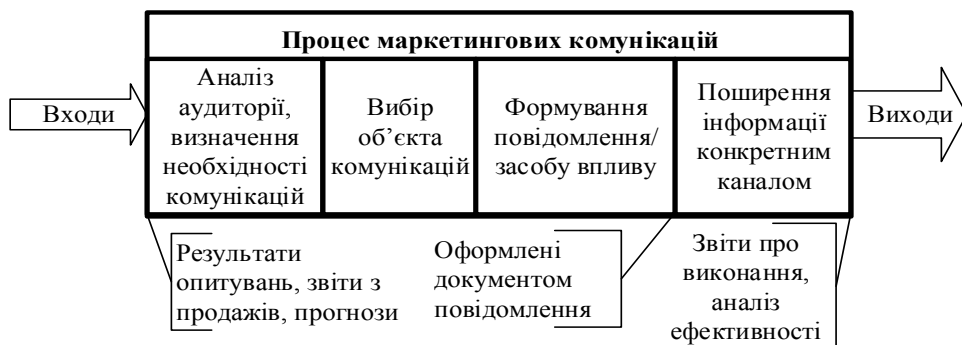 Процес маркетингових комунікацій
Входи
Аналіз
аудиторії,
визначення
необхідності
комунікацій
Вибір
об’єкта
комунікацій
Формування
повідомлення/
засобу впливу
Поширення
інформації
конкретним
каналом
Виходи
Результати
опитувань, звіти з
продажів, прогнози
Оформлені
документом
повідомлення
Звіти про
виконання,
аналіз
ефективності